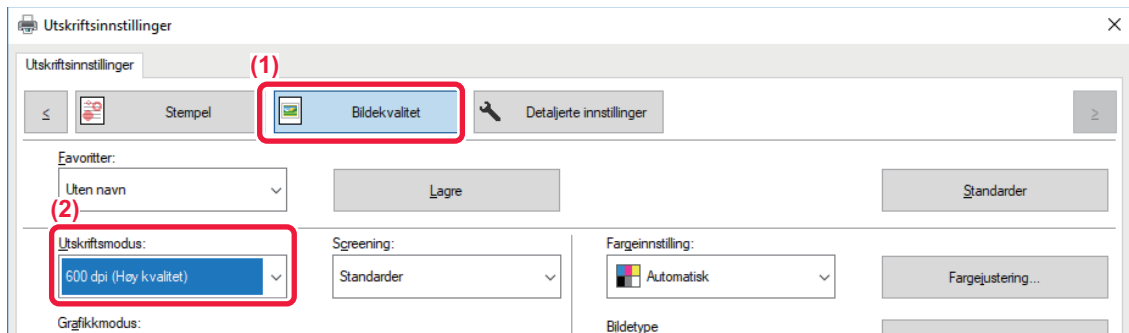 Utskriftsinnstillinger
Utskriftsinnstillinger
(1)
≤ Stempel Bildekvalitet Detaljerte innstillinger ≥
Favoritter:
Uten navn Lagre Standarder
(2)
Utskriftsmodus: Screening: Fargeinnstilling:
600 dpi (Høy kvalitet) Standarder Automatisk Fargejustering...
Grafikkmodus: Bildetype